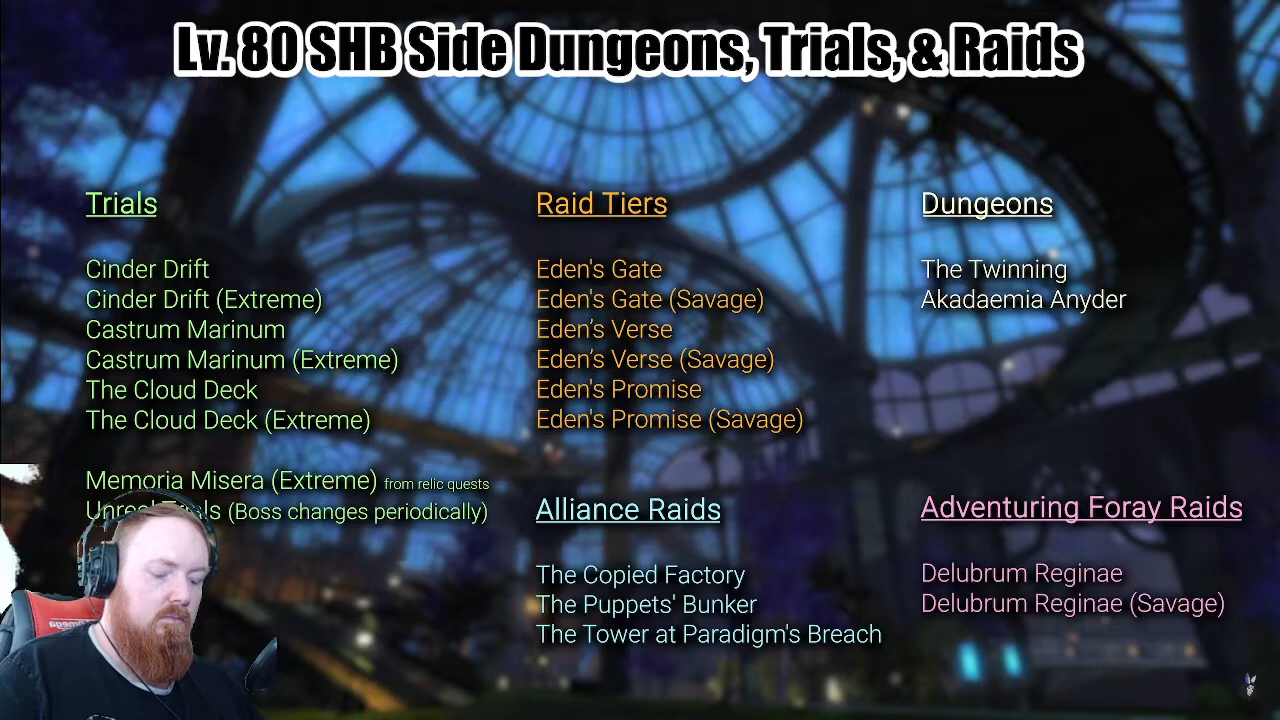 Lv. 80 SHB Side Dungeons, Trials, & Raids
Trials
Cinder Drift
Cinder Drift (Extreme)
Castrum Marinum
Castrum Marinum (Extreme)
The Cloud Deck
The Cloud Deck (Extreme)
Memoria Misera (Extreme) from relic quests
Unreal Trials (Boss changes periodically)
Raid Tiers
Eden's Gate
Eden's Gate (Savage)
Eden’s Verse
Eden’s Verse (Savage)
Eden's Promise
Eden's Promise (Savage)
Alliance Raids
The Copied Factory
The Puppets' Bunker
The Tower at Paradigm's Breach
Dungeons
The Twinning
Akadaemia Anyder
Adventuring Foray Raids
Delubrum Reginae
Delubrum Reginae (Savage)